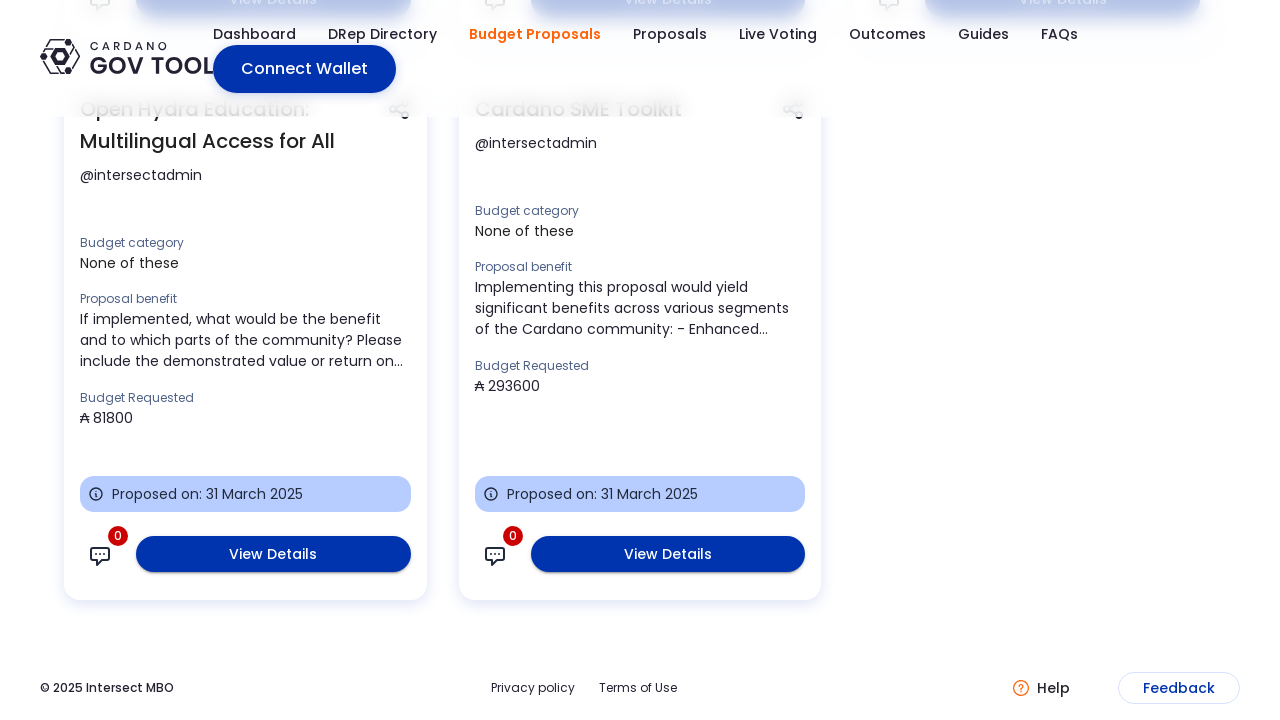 View Details
View Details
View Details
Dashboard DRep Directory Budget Proposals Proposals Live Voting Outcomes Guides FAQs
CARDANO
GOV TOOL
Connect Wallet
Open Hydra Education:
Multilingual Access for All
@intersectadmin
Budget category
None of these
Proposal benefit
If implemented, what would be the benefit
and to which parts of the community? Please
include the demonstrated value or return on...
Budget Requested
₳ 81800
Proposed on: 31 March 2025
0
View Details
Cardano SME Toolkit
@intersectadmin
Budget category
None of these
Proposal benefit
Implementing this proposal would yield
significant benefits across various segments
of the Cardano community: - Enhanced...
Budget Requested
₳ 293600
Proposed on: 31 March 2025
0
View Details
© 2025 Intersect MBO
Privacy policy Terms of Use
Help
Feedback